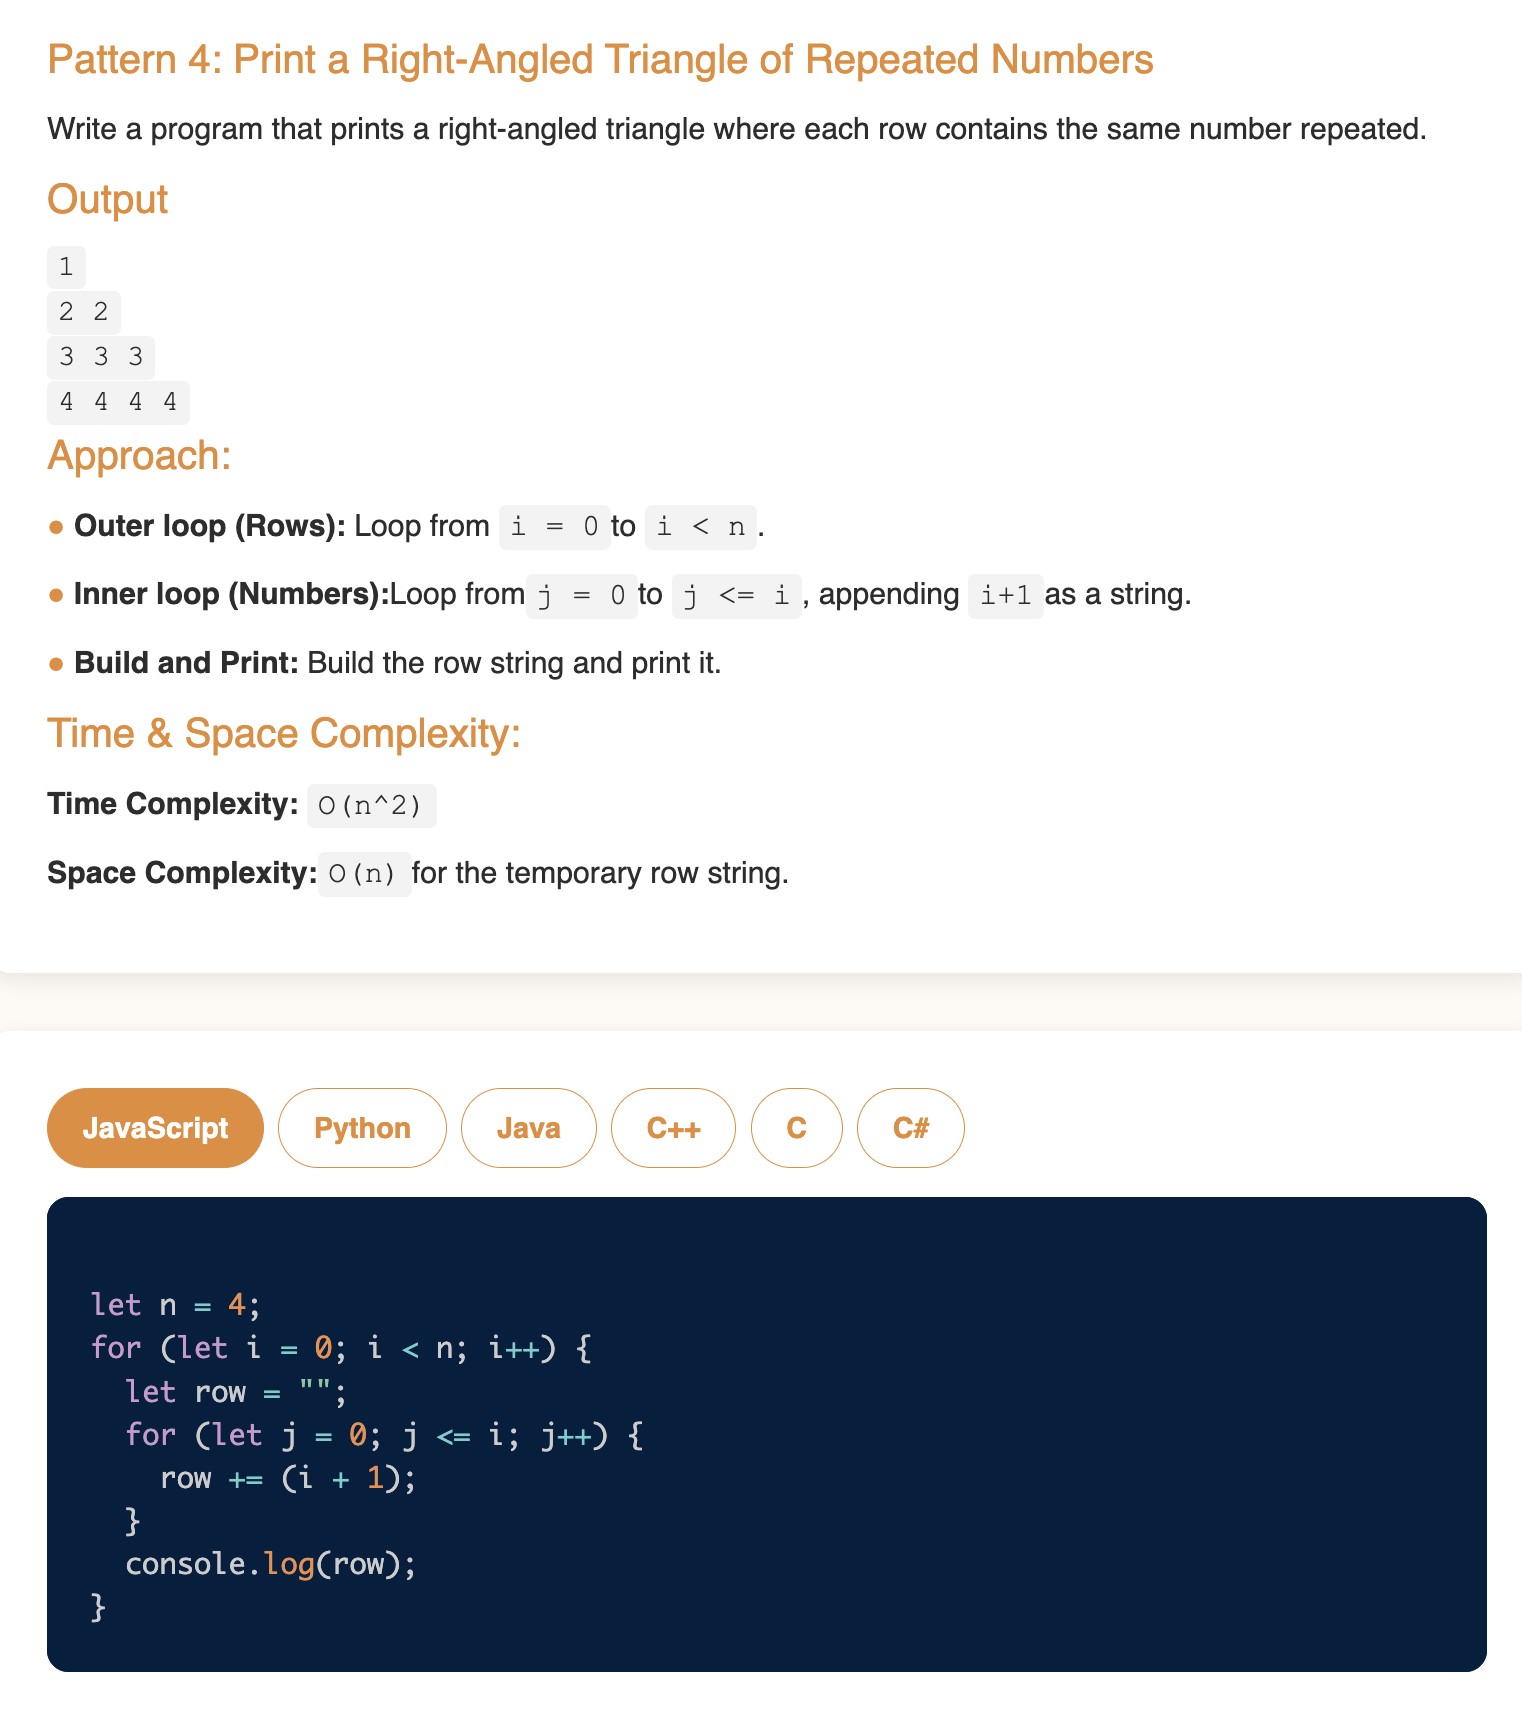 Pattern 4: Print a Right-Angled Triangle of Repeated Numbers
Write a program that prints a right-angled triangle where each row contains the same number repeated.
Output
1
2 2
3 3 3
4 4 4 4
Approach:
● Outer loop (Rows): Loop from i = 0 to i < n.
● Inner loop (Numbers):Loop from j = 0 to j <= i, appending i+1 as a string.
● Build and Print: Build the row string and print it.
Time & Space Complexity:
Time Complexity: O(n^2)
Space Complexity: O(n) for the temporary row string.
JavaScript Python Java C++ C C#
let n = 4;
for (let i = 0; i < n; i++) {
  let row = "";
  for (let j = 0; j <= i; j++) {
    row += (i + 1);
  }
  console.log(row);
}